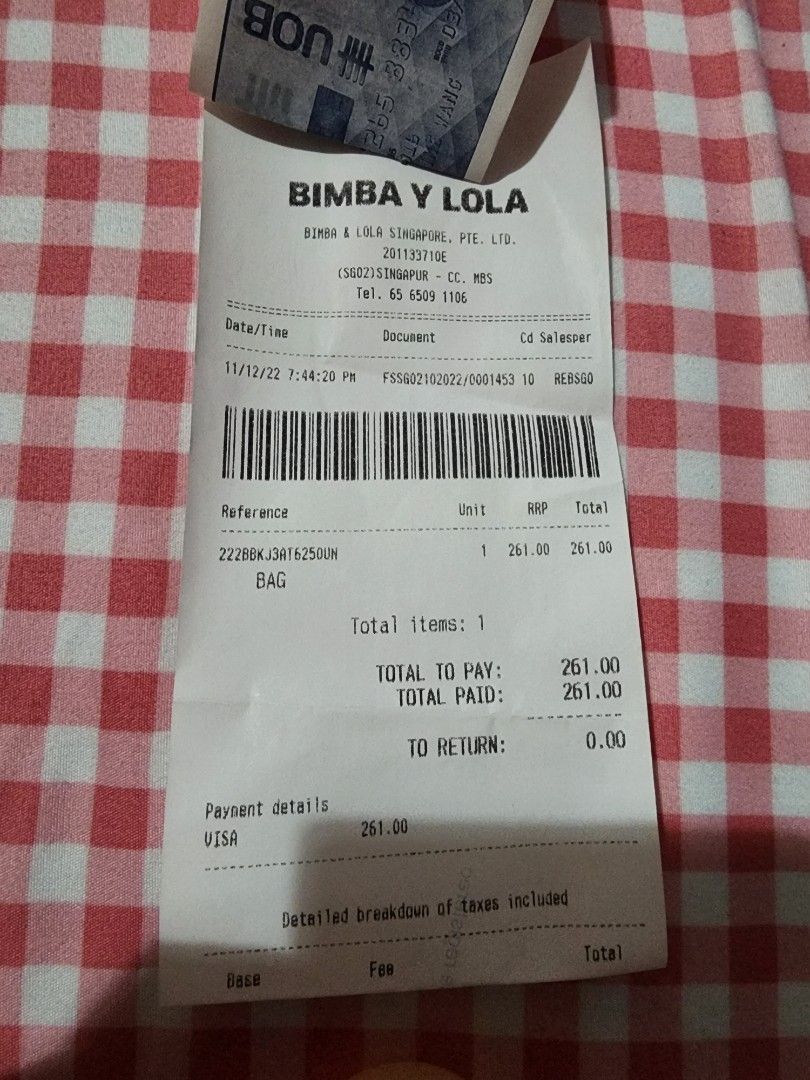 UOB
BIMBA Y LOLA
BIMBA & LOLA SINGAPORE, PTE. LTD.
201133710E
(SG02)SINGAPUR - CC. MBS
Tel. 65 6509 1106
Date/Time Document Cd Salesper
11/12/22 7:44:20 PM FSSG02102022/0001453 10 REBSGO
Reference Unit RRP Total
222BBKJ3AT6250UN 1 261.00 261.00
BAG
Total items: 1
TOTAL TO PAY: 261.00
TOTAL PAID: 261.00
TO RETURN: 0.00
Payment details
VISA 261.00
Detailed breakdown of taxes included
Base Fee Total